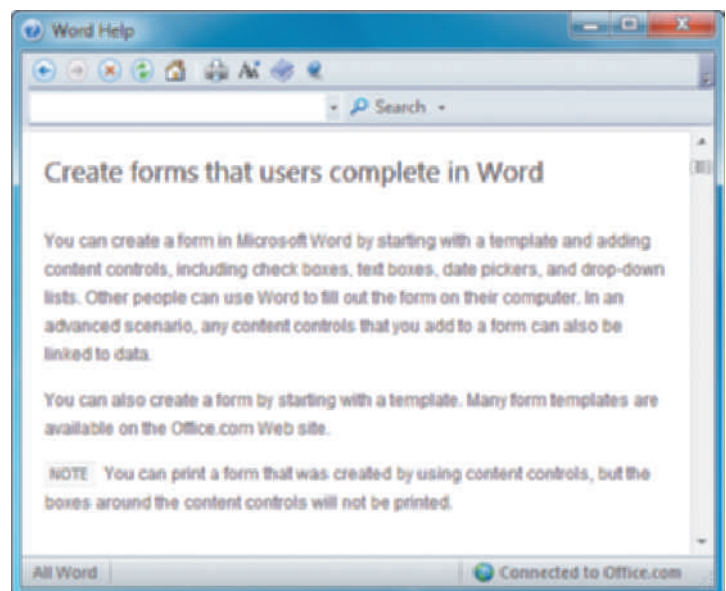 Word Help
Search
Create forms that users complete in Word
You can create a form in Microsoft Word by starting with a template and adding
content controls, including check boxes, text boxes, date pickers, and drop-down
lists. Other people can use Word to fill out the form on their computer. In an
advanced scenario, any content controls that you add to a form can also be
linked to data.
You can also create a form by starting with a template. Many form templates are
available on the Office.com Web site.
NOTE You can print a form that was created by using content controls, but the
boxes around the content controls will not be printed.
All Word Connected to Office.com